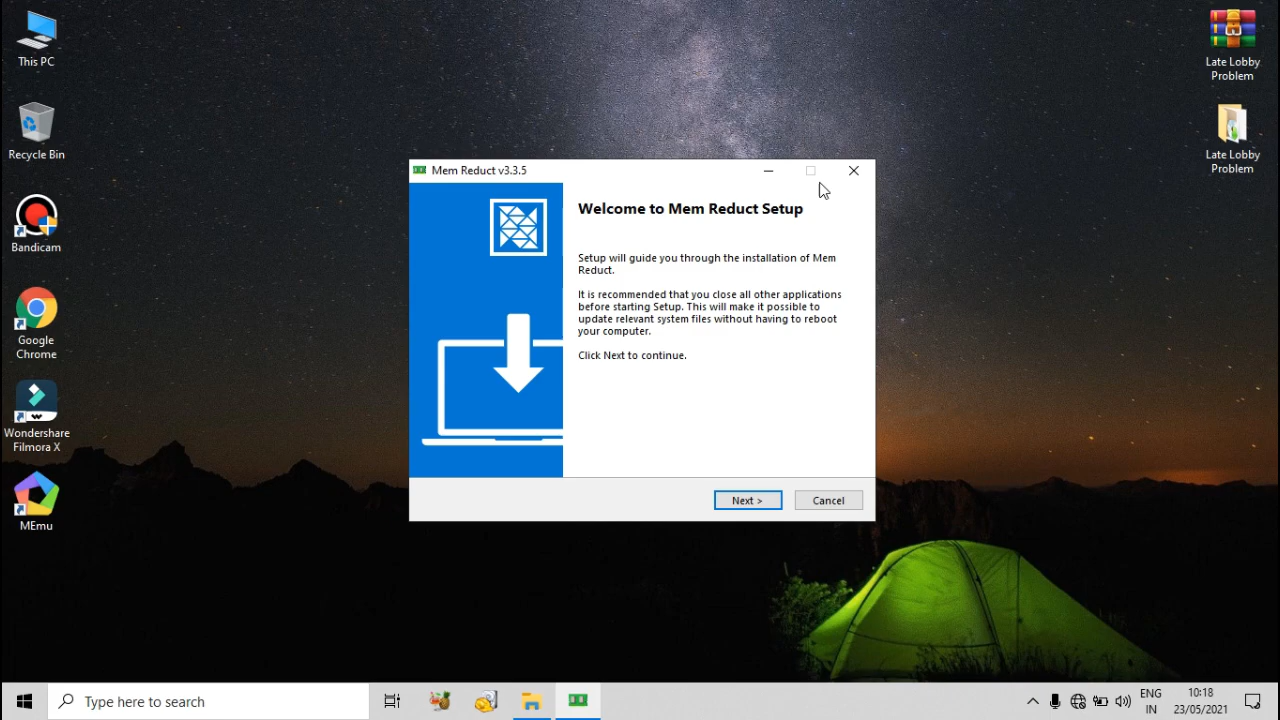 This PC
Recycle Bin
Bandicam
Google
Chrome
Wondershare
Filmora X
MEmu
Late Lobby
Problem
Late Lobby
Problem
Mem Reduct v3.3.5
Welcome to Mem Reduct Setup
Setup will guide you through the installation of Mem
Reduct.
It is recommended that you close all other applications
before starting Setup. This will make it possible to
update relevant system files without having to reboot
your computer.
Click Next to continue.
Next >
Cancel
Type here to search
ENG
IN
10:18
23/05/2021